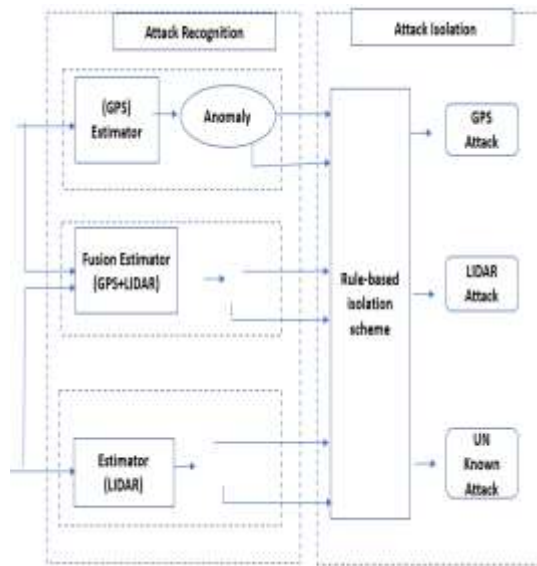 Attack Recognition
Attack Isolation
(GPS)
Estimator
Anomaly
GPS
Attack
Fusion Estimator
(GPS+LIDAR)
Rule-based
isolation
scheme
LIDAR
Attack
Estimator
(LIDAR)
UN
Known
Attack